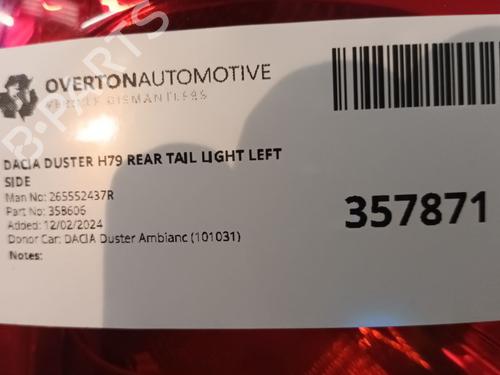 OVERTONAUTOMOTIVE
VEHICLE DISMANTLERS
DACIA DUSTER H79 REAR TAIL LIGHT LEFT
SIDE
Man No: 265552437R
Part No: 358606
Added: 12/02/2024
Donor Car: DACIA Duster Ambianc (101031)
Notes:
357871
B-PARTS